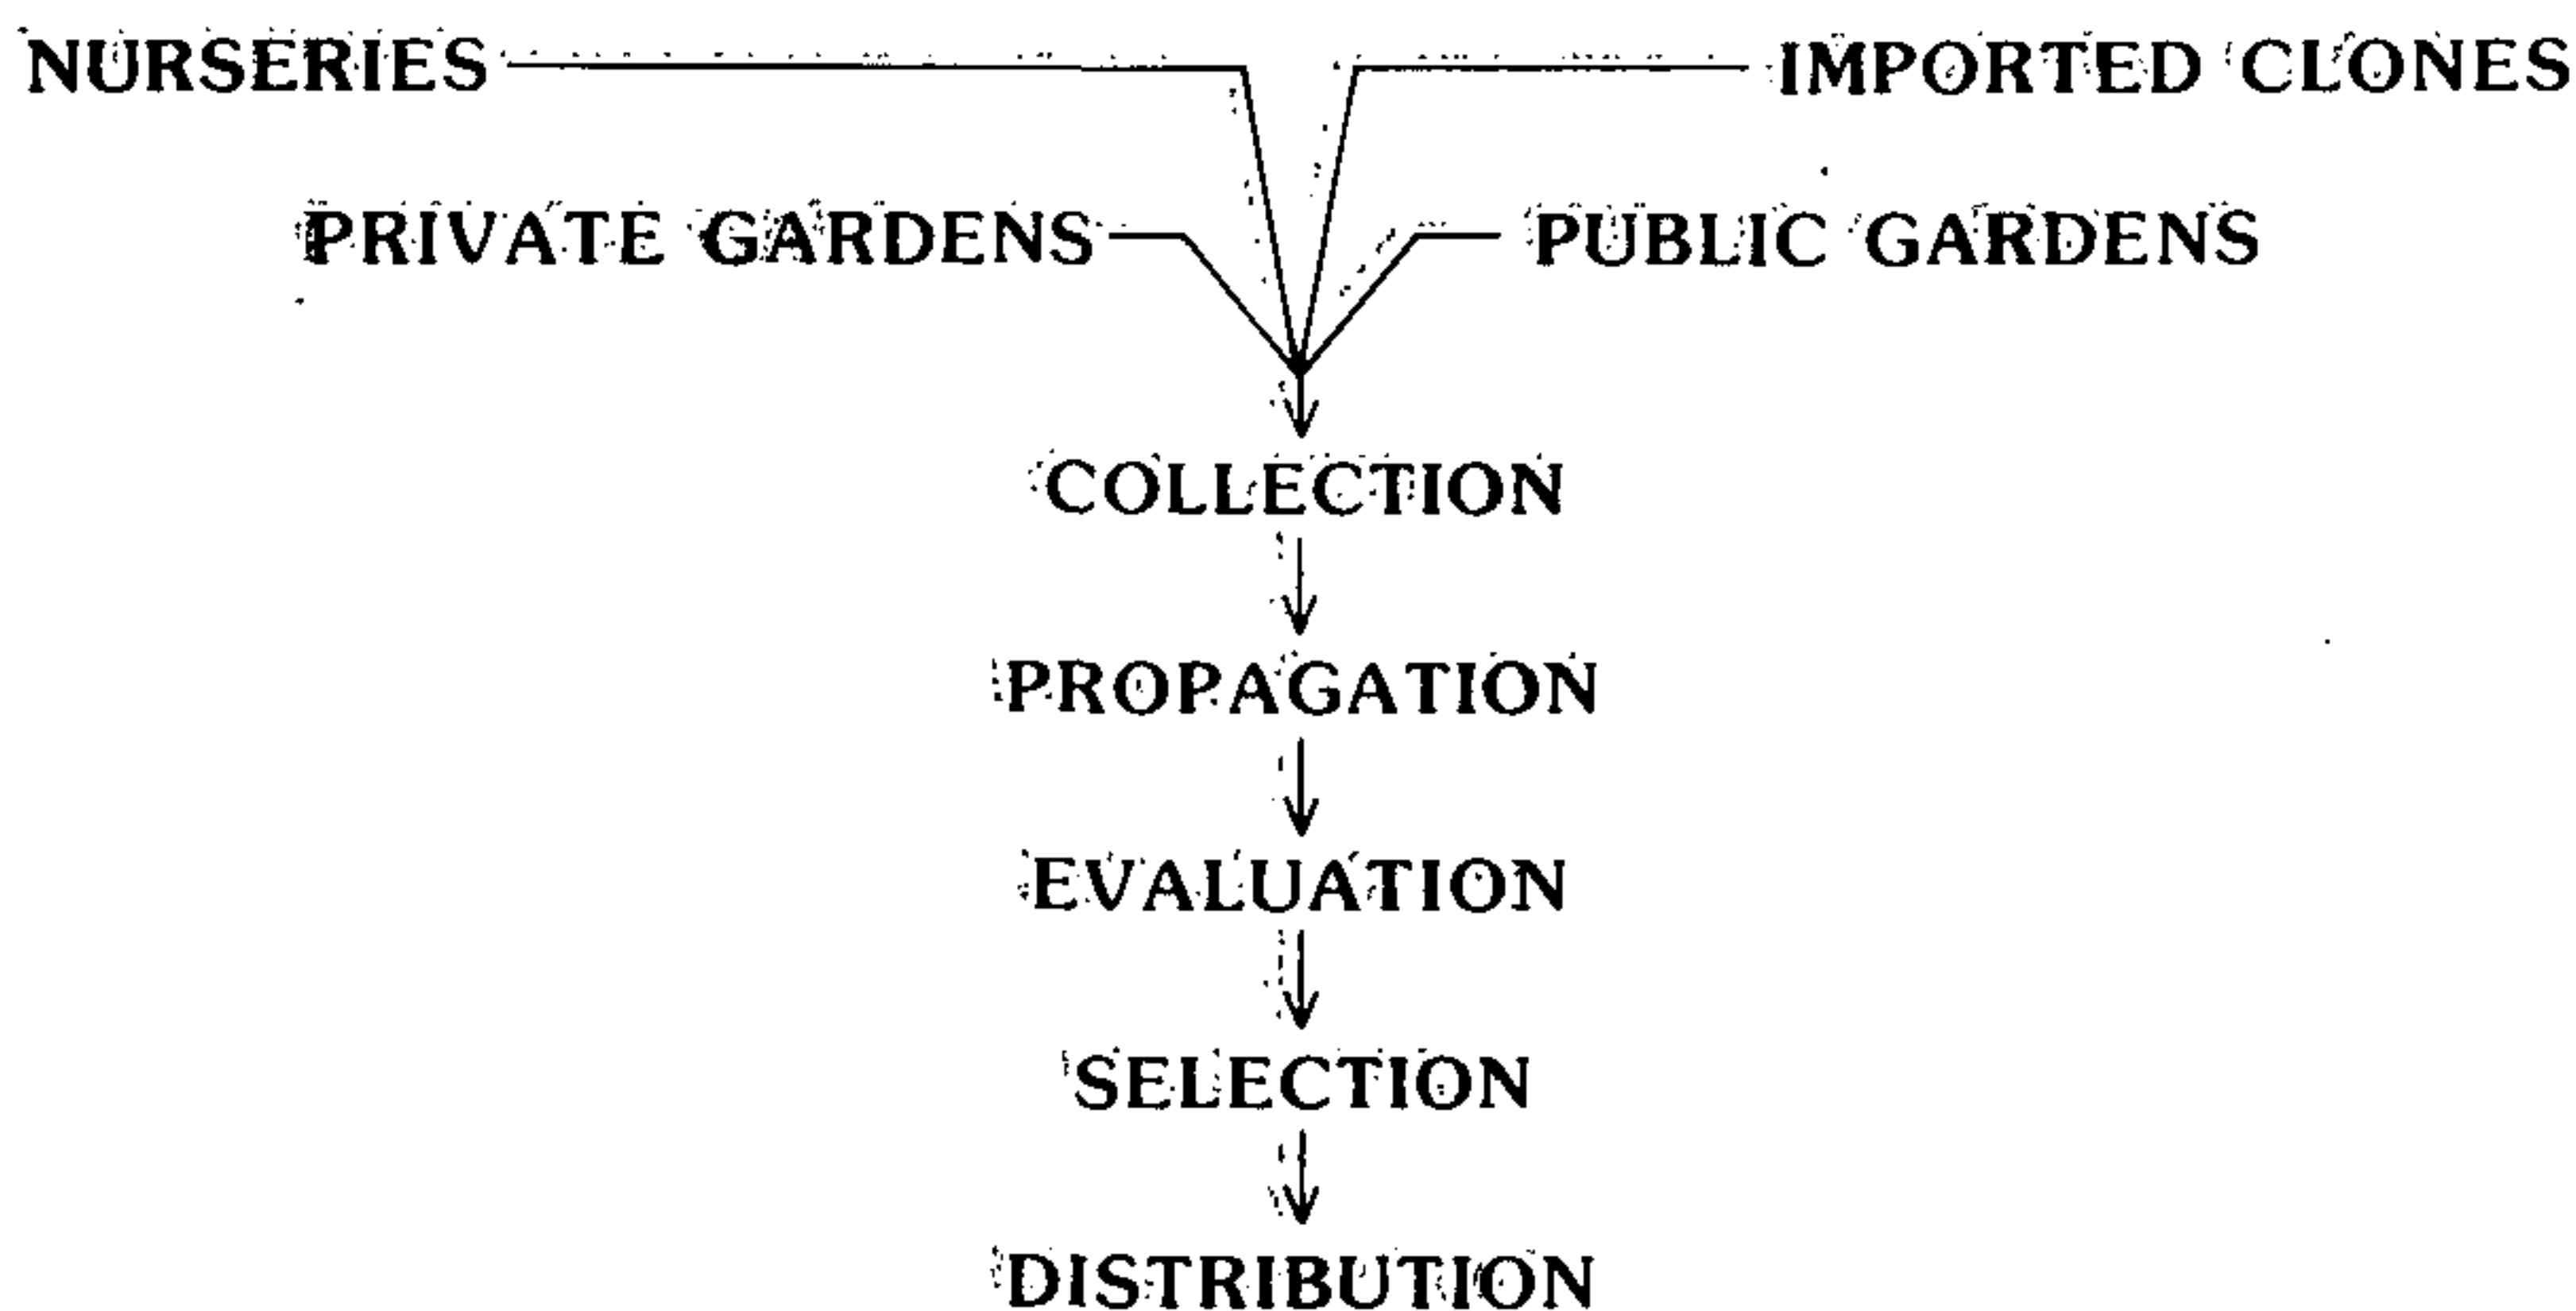 NURSERIES IMPORTED CLONES
PRIVATE GARDENS PUBLIC GARDENS
COLLECTION
PROPAGATION
EVALUATION
SELECTION
DISTRIBUTION